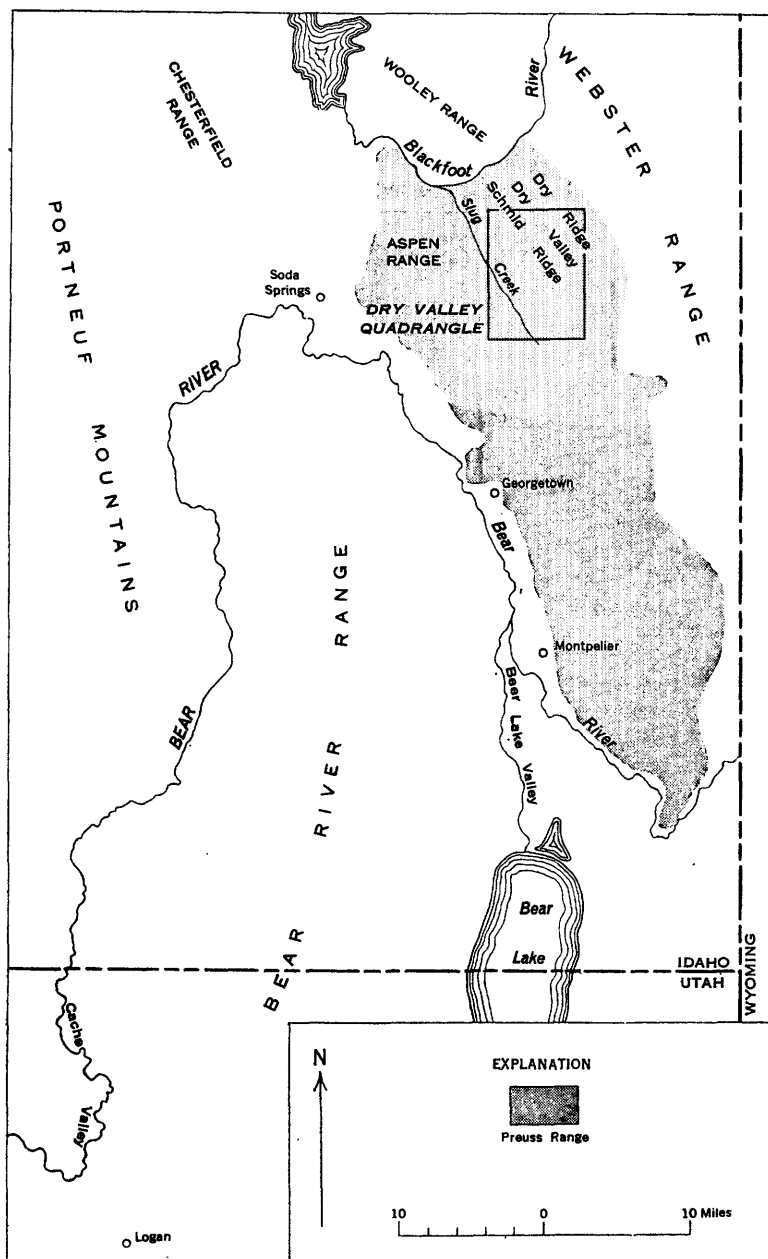 CHESTERFIELD
RANGE
WOOLEY RANGE
River
WEBSTER
RANGE
Blackfoot
Dry Ridge
Dry Valley
Schmid Ridge
Slug
Creek
ASPEN
RANGE
PORTNEUF
MOUNTAINS
Soda
Springs
DRY VALLEY
QUADRANGLE
RIVER
BEAR
Georgetown
Bear
River
Montpelier
Bear Lake Valley
BEAR
RIVER
RANGE
Bear
Lake
IDAHO
UTAH
WYOMING
Cache
Valley
Logan
N
EXPLANATION
Preuss Range
10 0 10 Miles